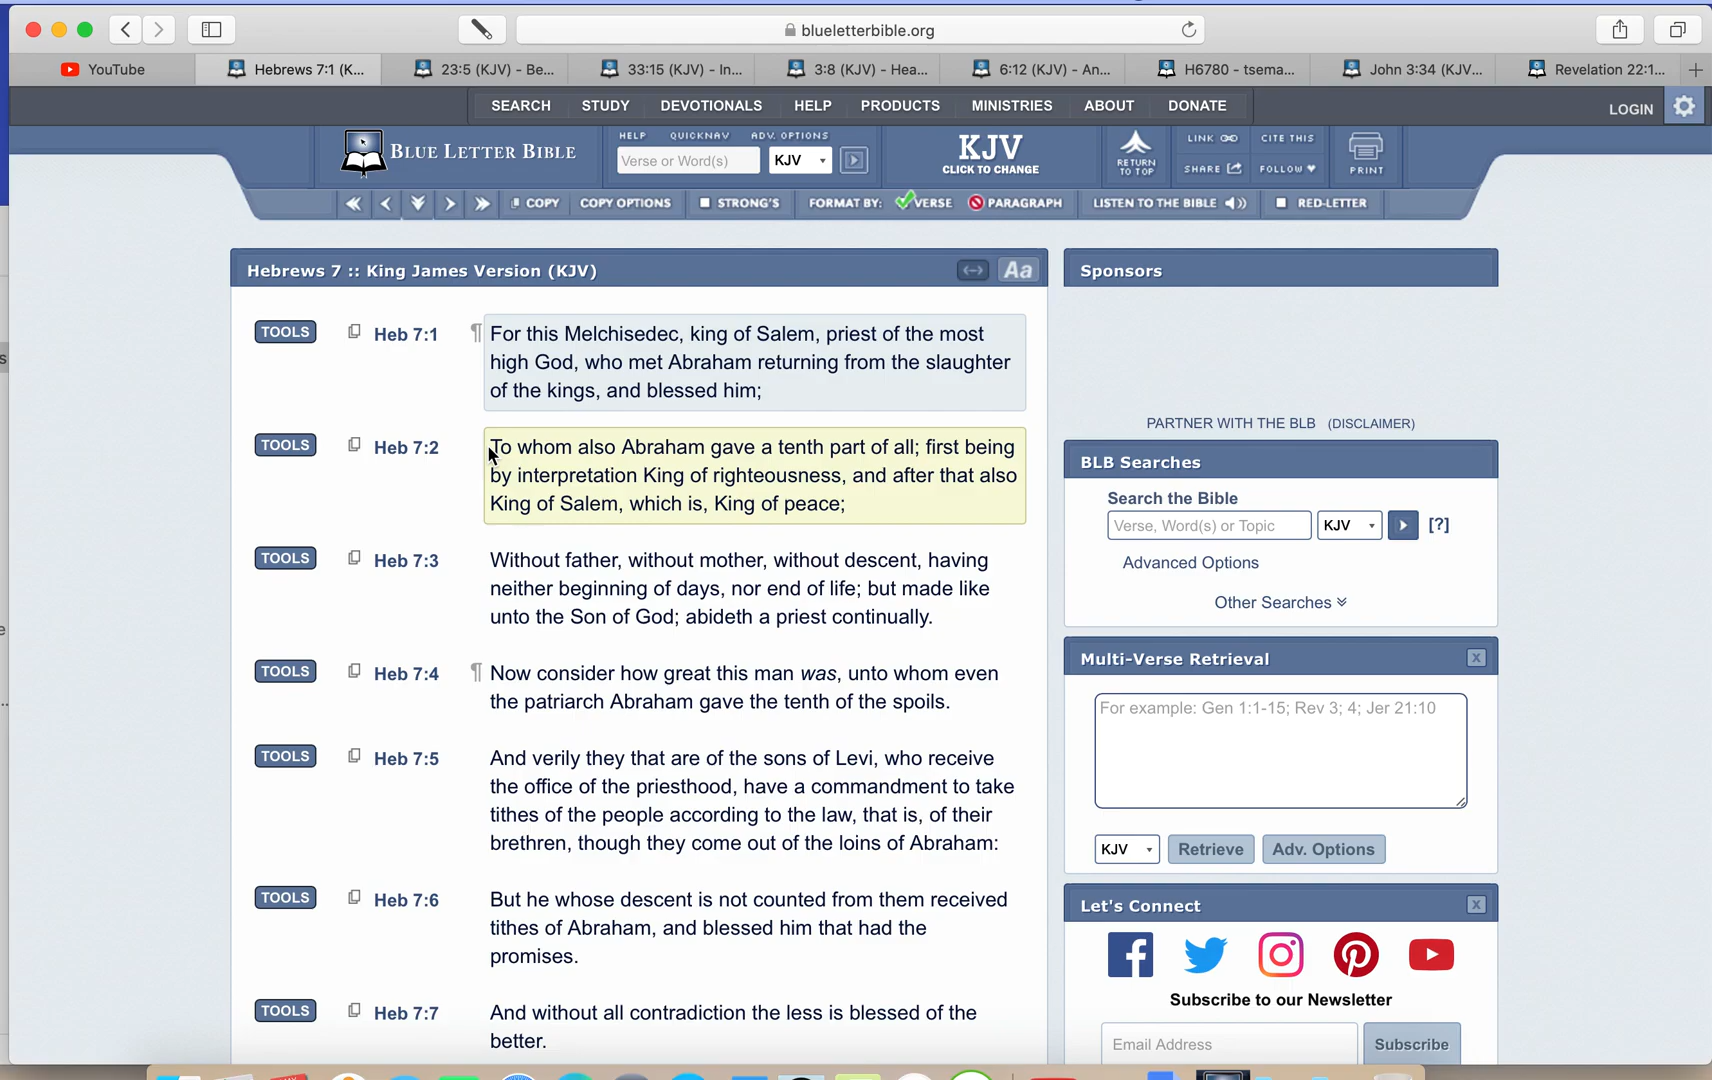 blueletterbible.org
YouTube
Hebrews 7:1 (K...
23:5 (KJV) - Be...
33:15 (KJV) - In...
3:8 (KJV) - Hea...
6:12 (KJV) - An...
H6780 - tsema...
John 3:34 (KJV...
Revelation 22:1...
SEARCH STUDY DEVOTIONALS HELP PRODUCTS MINISTRIES ABOUT DONATE
LOGIN
BLUE LETTER BIBLE
HELP QUICKNAV ADV. OPTIONS
Verse or Word(s) KJV
KJV
CLICK TO CHANGE
RETURN
TO TOP
LINK CITE THIS
SHARE FOLLOW
PRINT
COPY COPY OPTIONS STRONG'S FORMAT BY: VERSE PARAGRAPH LISTEN TO THE BIBLE RED-LETTER
Hebrews 7 :: King James Version (KJV)
Aa
TOOLS Heb 7:1 ¶ For this Melchisedec, king of Salem, priest of the most
high God, who met Abraham returning from the slaughter
of the kings, and blessed him;
TOOLS Heb 7:2 To whom also Abraham gave a tenth part of all; first being
by interpretation King of righteousness, and after that also
King of Salem, which is, King of peace;
TOOLS Heb 7:3 Without father, without mother, without descent, having
neither beginning of days, nor end of life; but made like
unto the Son of God; abideth a priest continually.
TOOLS Heb 7:4 ¶ Now consider how great this man was, unto whom even
the patriarch Abraham gave the tenth of the spoils.
TOOLS Heb 7:5 And verily they that are of the sons of Levi, who receive
the office of the priesthood, have a commandment to take
tithes of the people according to the law, that is, of their
brethren, though they come out of the loins of Abraham:
TOOLS Heb 7:6 But he whose descent is not counted from them received
tithes of Abraham, and blessed him that had the
promises.
TOOLS Heb 7:7 And without all contradiction the less is blessed of the
better.
Sponsors
PARTNER WITH THE BLB (DISCLAIMER)
BLB Searches
Search the Bible
Verse, Word(s) or Topic KJV [?]
Advanced Options
Other Searches
Multi-Verse Retrieval X
For example: Gen 1:1-15; Rev 3; 4; Jer 21:10
KJV Retrieve Adv. Options
Let's Connect X
Subscribe to our Newsletter
Email Address Subscribe